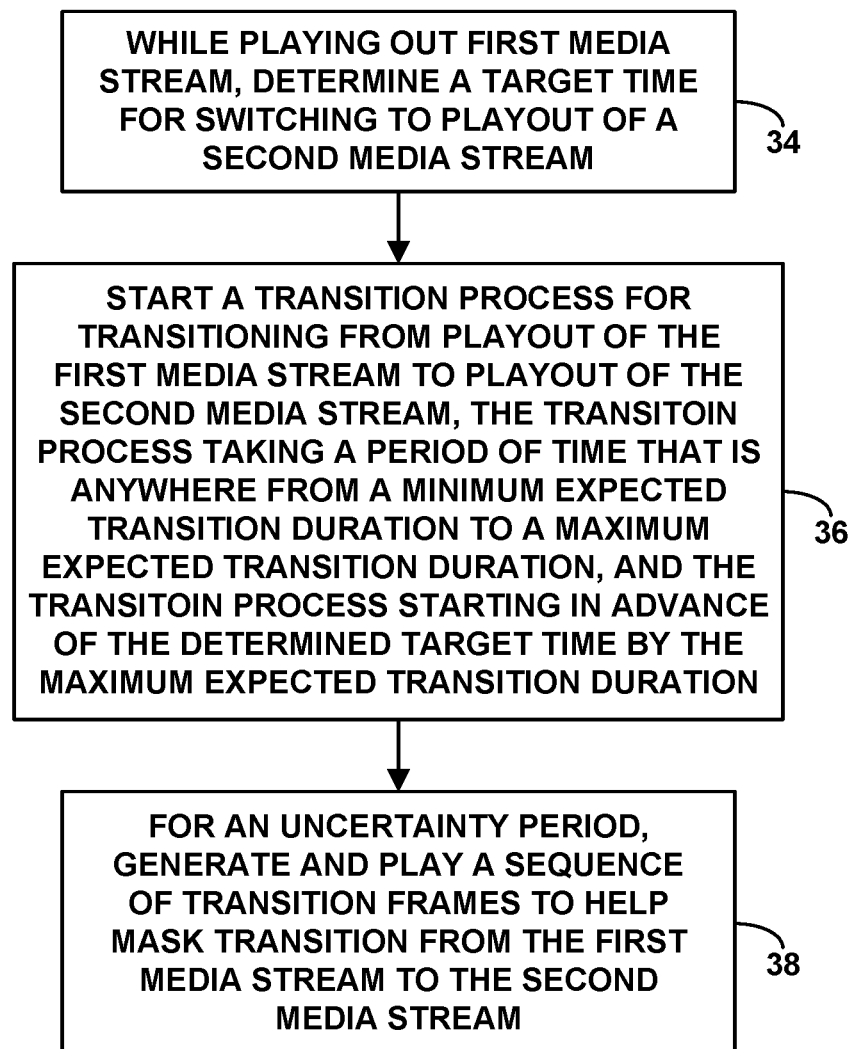 WHILE PLAYING OUT FIRST MEDIA
STREAM, DETERMINE A TARGET TIME
FOR SWITCHING TO PLAYOUT OF A
SECOND MEDIA STREAM
34
START A TRANSITION PROCESS FOR
TRANSITIONING FROM PLAYOUT OF THE
FIRST MEDIA STREAM TO PLAYOUT OF THE
SECOND MEDIA STREAM, THE TRANSITOIN
PROCESS TAKING A PERIOD OF TIME THAT IS
ANYWHERE FROM A MINIMUM EXPECTED
TRANSITION DURATION TO A MAXIMUM
EXPECTED TRANSITION DURATION, AND THE
TRANSITOIN PROCESS STARTING IN ADVANCE
OF THE DETERMINED TARGET TIME BY THE
MAXIMUM EXPECTED TRANSITION DURATION
36
FOR AN UNCERTAINTY PERIOD,
GENERATE AND PLAY A SEQUENCE
OF TRANSITION FRAMES TO HELP
MASK TRANSITION FROM THE FIRST
MEDIA STREAM TO THE SECOND
MEDIA STREAM
38